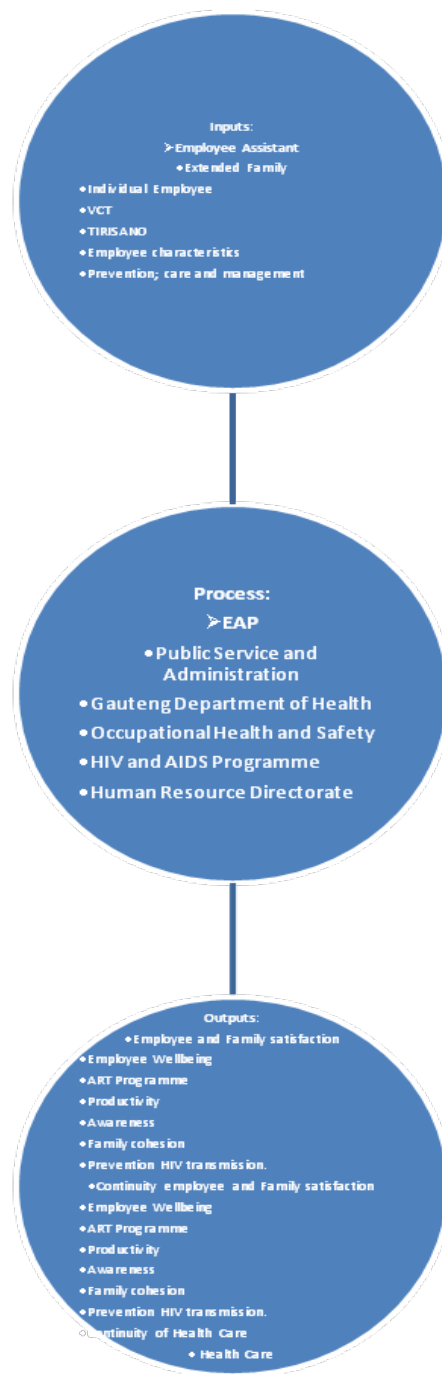 Inputs:
➢Employee Assistant
•Extended Family
•Individual Employee
•VCT
•TIRISANO
•Employee characteristics
•Prevention; care and management
Process:
➢EAP
•Public Service and
Administration
•Gauteng Department of Health
•Occupational Health and Safety
•HIV and AIDS Programme
•Human Resource Directorate
Outputs:
•Employee and Family satisfaction
•Employee Wellbeing
•ART Programme
•Productivity
•Awareness
•Family cohesion
•Prevention HIV transmission.
•Continuity employee and Family satisfaction
•Employee Wellbeing
•ART Programme
•Productivity
•Awareness
•Family cohesion
•Prevention HIV transmission.
•Continuity of Health Care
•Health Care